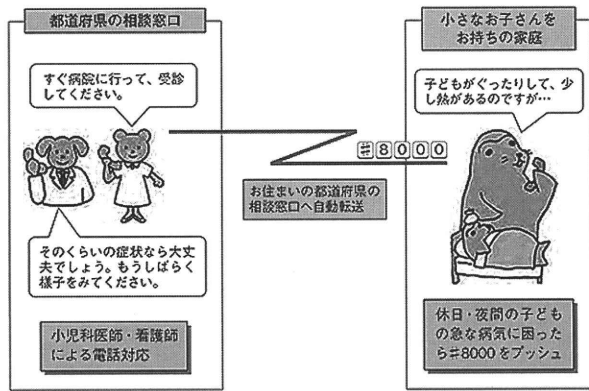 都道府県の相談窓口
すぐ病院に行って、受診
してください。
そのくらいの症状なら大丈
夫でしょう。もうしばらく
様子をみてください。
小児科医師・看護師
による電話対応
#8000
お住まいの都道府県の
相談窓口へ自動転送
小さなお子さんを
お持ちの家庭
子どもがぐったりして、少
し熱があるのですが…
休日・夜間の子ども
の急な病気に困った
ら#8000をプッシュ